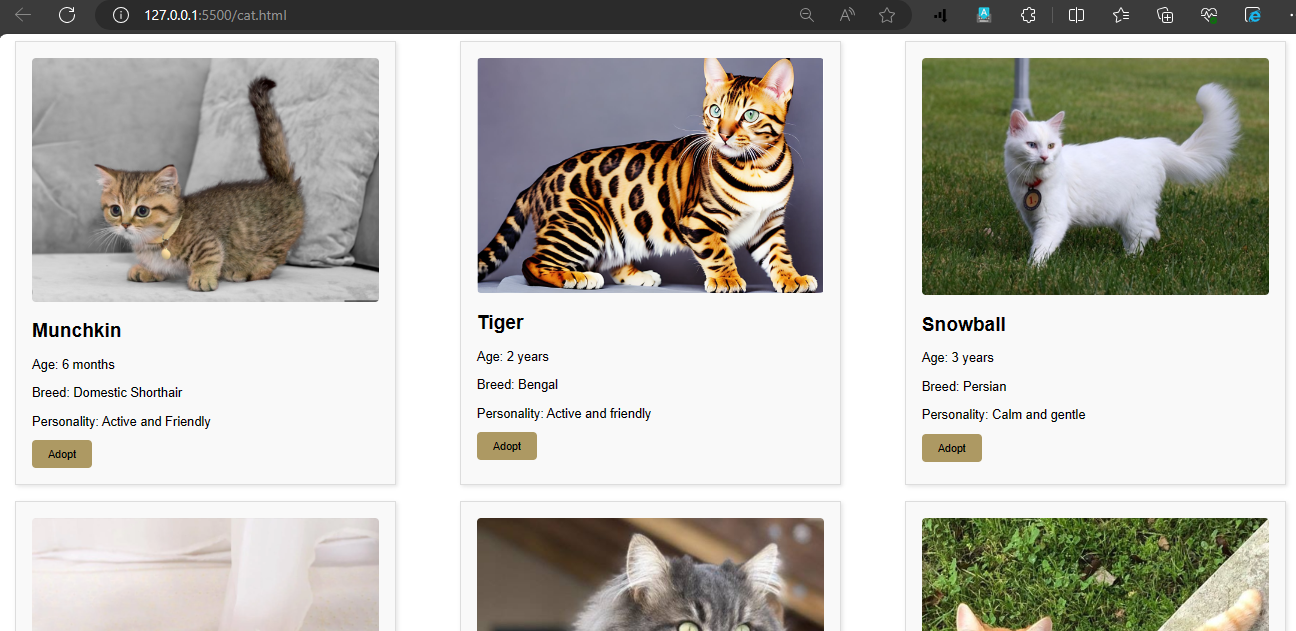 127.0.0.1:5500/cat.html
Munchkin
Age: 6 months
Breed: Domestic Shorthair
Personality: Active and Friendly
Adopt
Tiger
Age: 2 years
Breed: Bengal
Personality: Active and friendly
Adopt
Snowball
Age: 3 years
Breed: Persian
Personality: Calm and gentle
Adopt